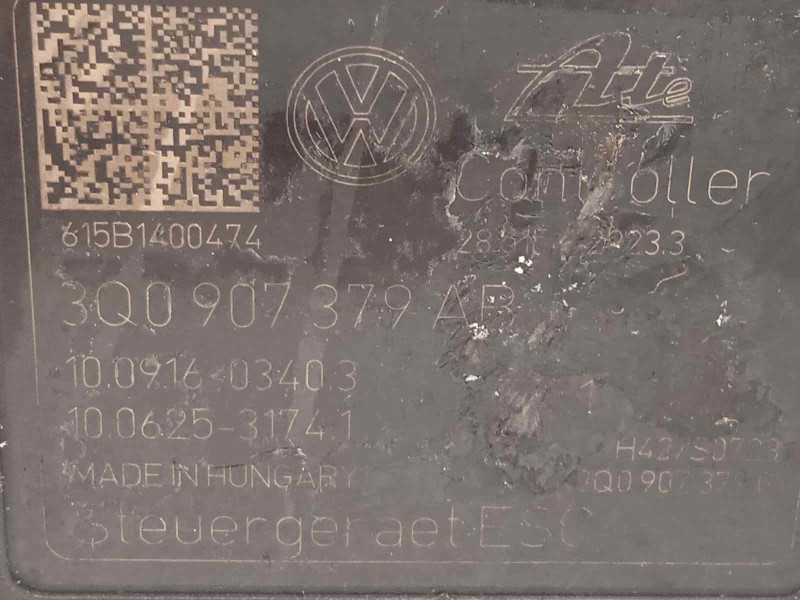 Ate
Controller
615B1400474
3Q0 907 379 AB
10.0916-0340.3
10.0625-3174.1
1
MADE IN HUNGARY
Steuergeraet ESC